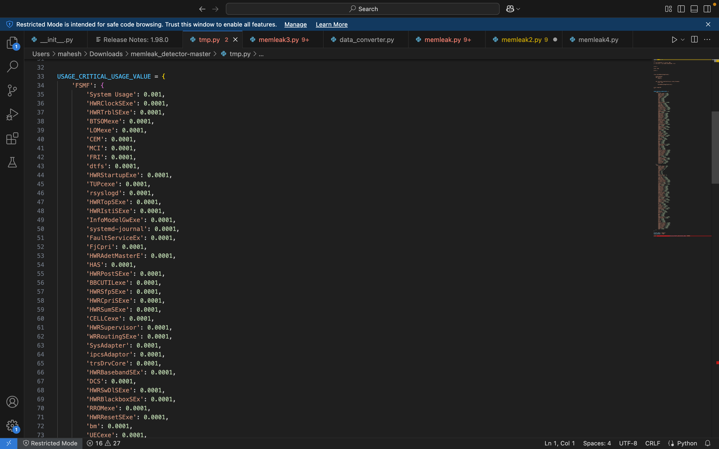 Search
Restricted Mode is intended for safe code browsing. Trust this window to enable all features. Manage Learn More
__init__.py Release Notes: 1.98.0 tmp.py 2 memleak3.py 9+ data_converter.py memleak.py 9+ memleak2.py 9 memleak4.py
Users > mahesh > Downloads > memleak_detector-master > tmp.py > ...
32
33 USAGE_CRITICAL_USAGE_VALUE = {
34 'FSMF': {
35 'System Usage': 0.001,
36 'HWRClockSExe': 0.0001,
37 'HWRTrblSExe': 0.0001,
38 'BTSOMexe': 0.0001,
39 'LOMexe': 0.0001,
40 'CEM': 0.0001,
41 'MCI': 0.0001,
42 'FRI': 0.0001,
43 'dtfs': 0.0001,
44 'HWRStartupExe': 0.0001,
45 'TUPcexe': 0.0001,
46 'rsyslogd': 0.0001,
47 'HWRTopSExe': 0.0001,
48 'HWRIstiSExe': 0.0001,
49 'InfoModelGwExe': 0.0001,
50 'systemd-journal': 0.0001,
51 'FaultServiceEx': 0.0001,
52 'FjCpri': 0.0001,
53 'HWRAdetMasterE': 0.0001,
54 'HAS': 0.0001,
55 'HWRPostSExe': 0.0001,
56 'BBCUTILexe': 0.0001,
57 'HWRSfpSExe': 0.0001,
58 'HWRCpriSExe': 0.0001,
59 'HWRSumSExe': 0.0001,
60 'CELLCexe': 0.0001,
61 'HWRSupervisor': 0.0001,
62 'WRRoutingSExe': 0.0001,
63 'SysAdapter': 0.0001,
64 'ipcsAdaptor': 0.0001,
65 'trsDrvCore': 0.0001,
66 'HWRBasebandSEx': 0.0001,
67 'DCS': 0.0001,
68 'HWRSwDlSExe': 0.0001,
69 'HWRBlackboxSEx': 0.0001,
70 'RROMexe': 0.0001,
71 'HWRResetSExe': 0.0001,
72 'bm': 0.0001,
73 'UECexe': 0.0001,
Restricted Mode 16 27 Ln 1, Col 1 Spaces: 4 UTF-8 CRLF Python